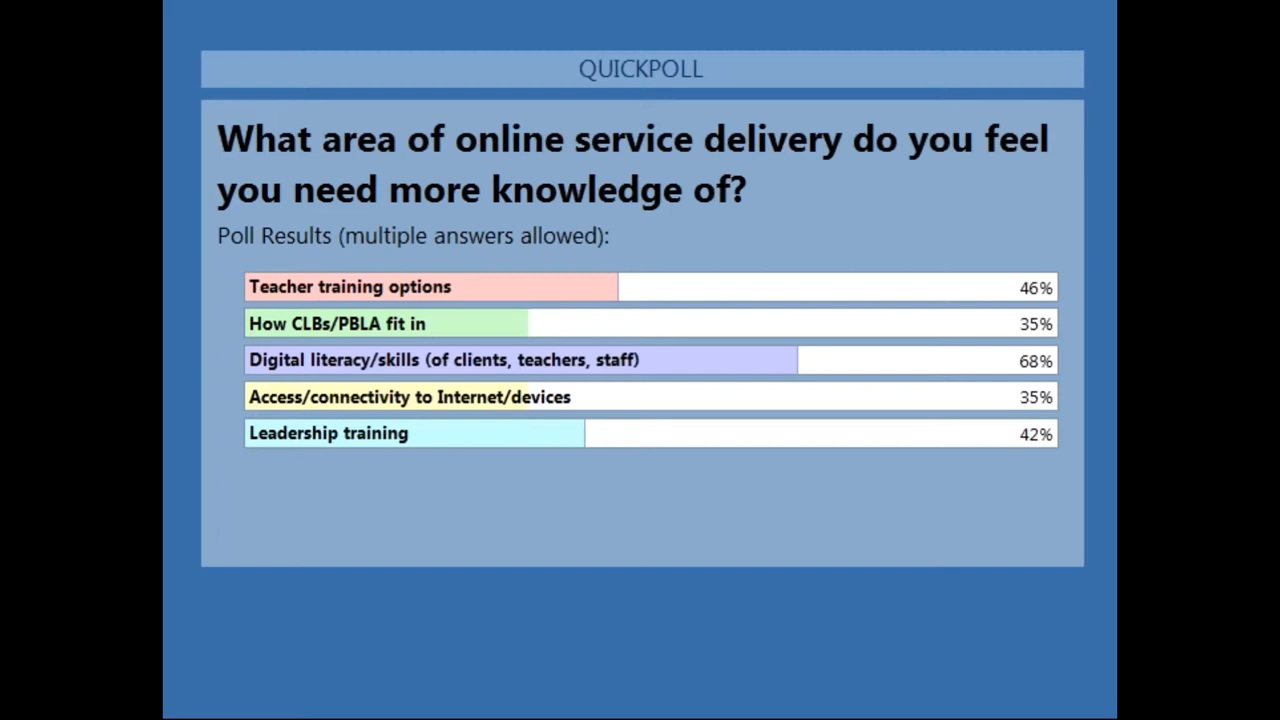 QUICKPOLL
What area of online service delivery do you feel
you need more knowledge of?
Poll Results (multiple answers allowed):
Teacher training options 46%
How CLBs/PBLA fit in 35%
Digital literacy/skills (of clients, teachers, staff) 68%
Access/connectivity to Internet/devices 35%
Leadership training 42%